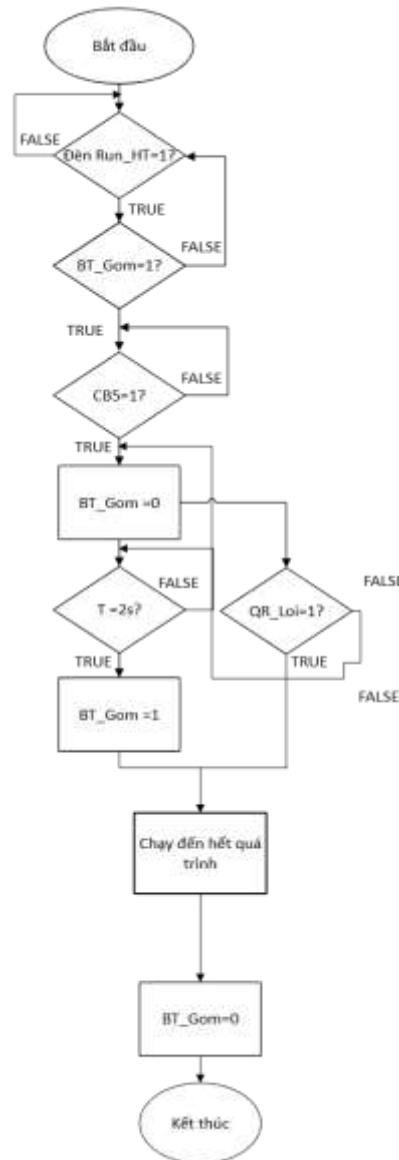 Bắt đầu
FALSE
Đèn Run_HT=1?
TRUE
FALSE
BT_Gom=1?
TRUE
FALSE
CB5=1?
TRUE
BT_Gom =0
FALSE
FALSE
T =2s?
QR_Loi=1?
TRUE
TRUE
FALSE
BT_Gom =1
Chạy đến hết quá
trình
BT_Gom=0
Kết thúc